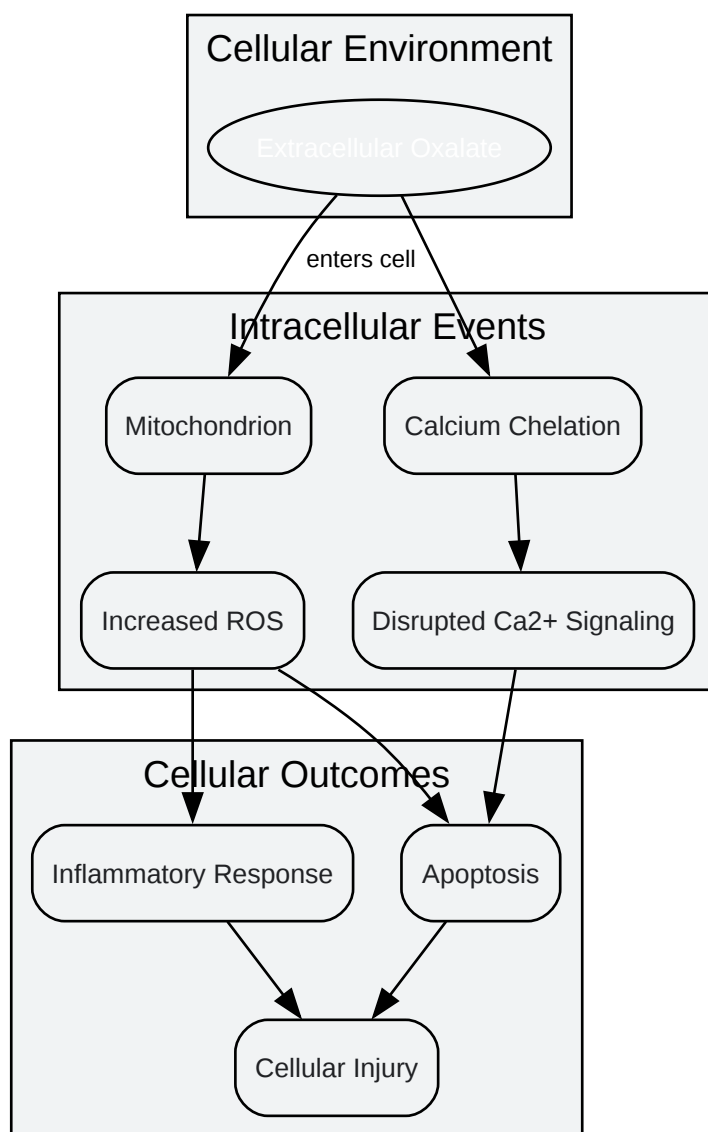 Cellular Environment
Extracellular Oxalate
enters cell
Intracellular Events
Mitochondrion
Calcium Chelation
Increased ROS
Disrupted Ca2+ Signaling
Cellular Outcomes
Inflammatory Response
Apoptosis
Cellular Injury